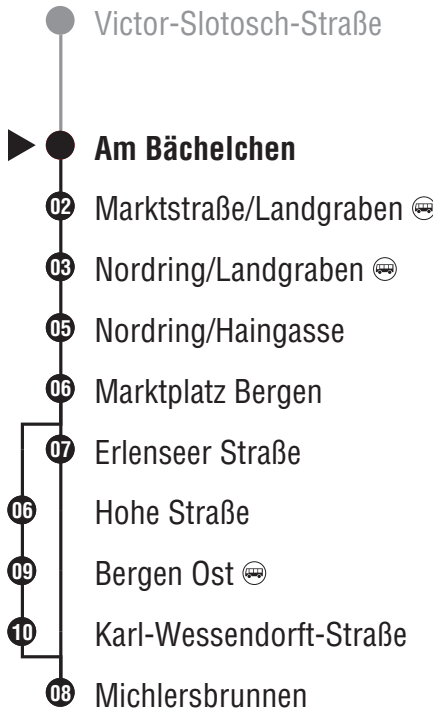 Victor-Slotosch-Straße
Am Bächelchen
02 Marktstraße/Landgraben
03 Nordring/Landgraben
05 Nordring/Haingasse
06 Marktplatz Bergen
07 Erlenseer Straße
06 Hohe Straße
09 Bergen Ost
10 Karl-Wessendorft-Straße
08 Michlersbrunnen